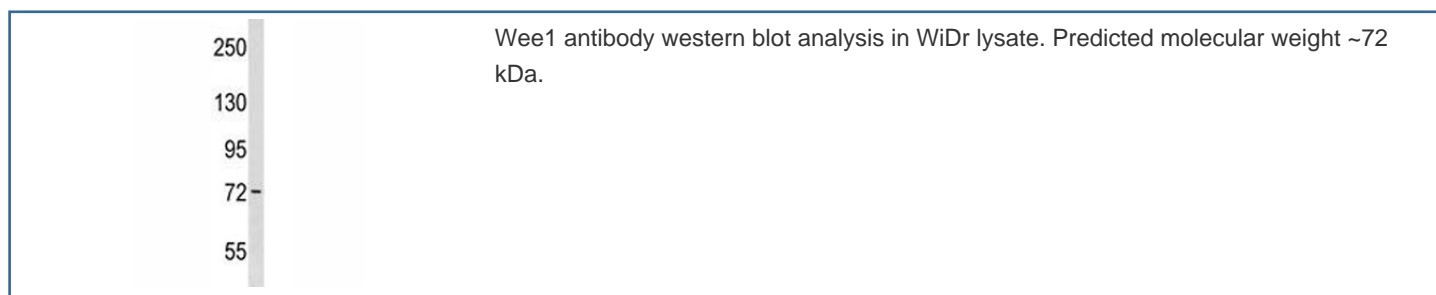 250
130
95
72
55
Wee1 antibody western blot analysis in WiDr lysate. Predicted molecular weight ~72
kDa.